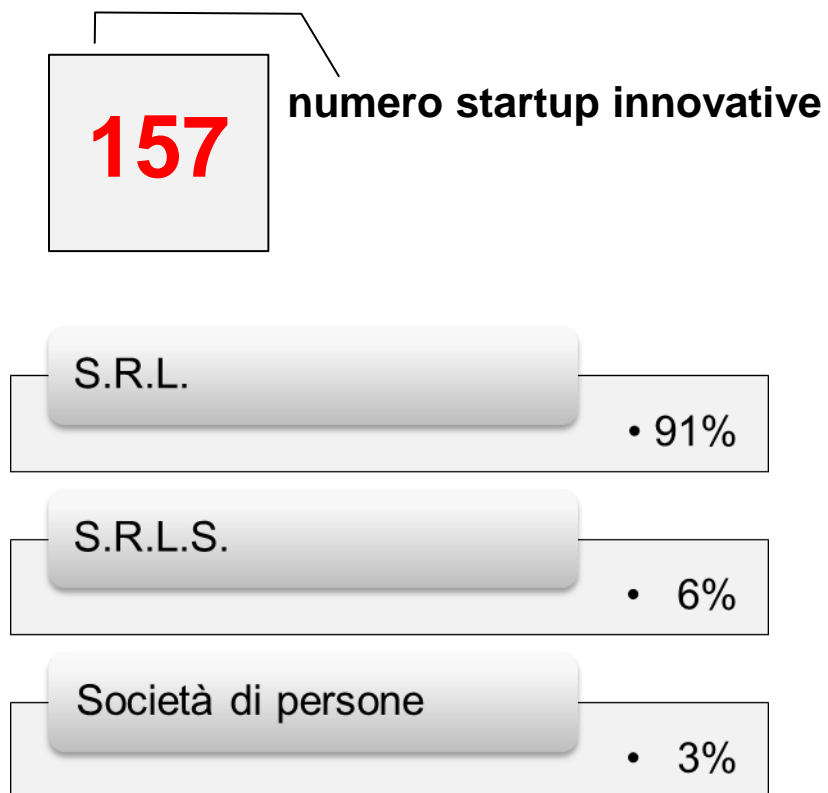 157
numero startup innovative
S.R.L.
• 91%
S.R.L.S.
• 6%
Società di persone
• 3%